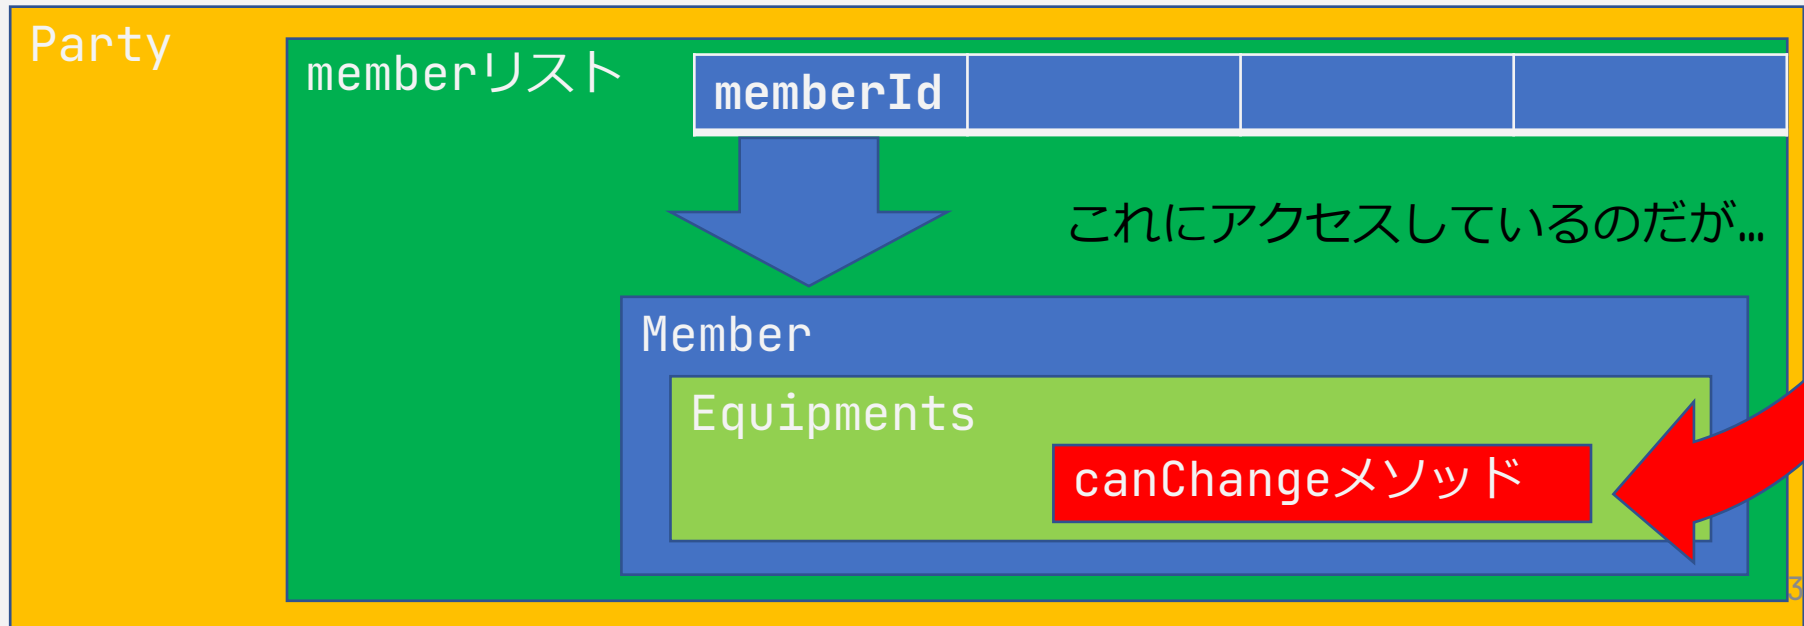 Party
memberリスト
memberId
これにアクセスしているのだが…
Member
Equipments
canChangeメソッド
3